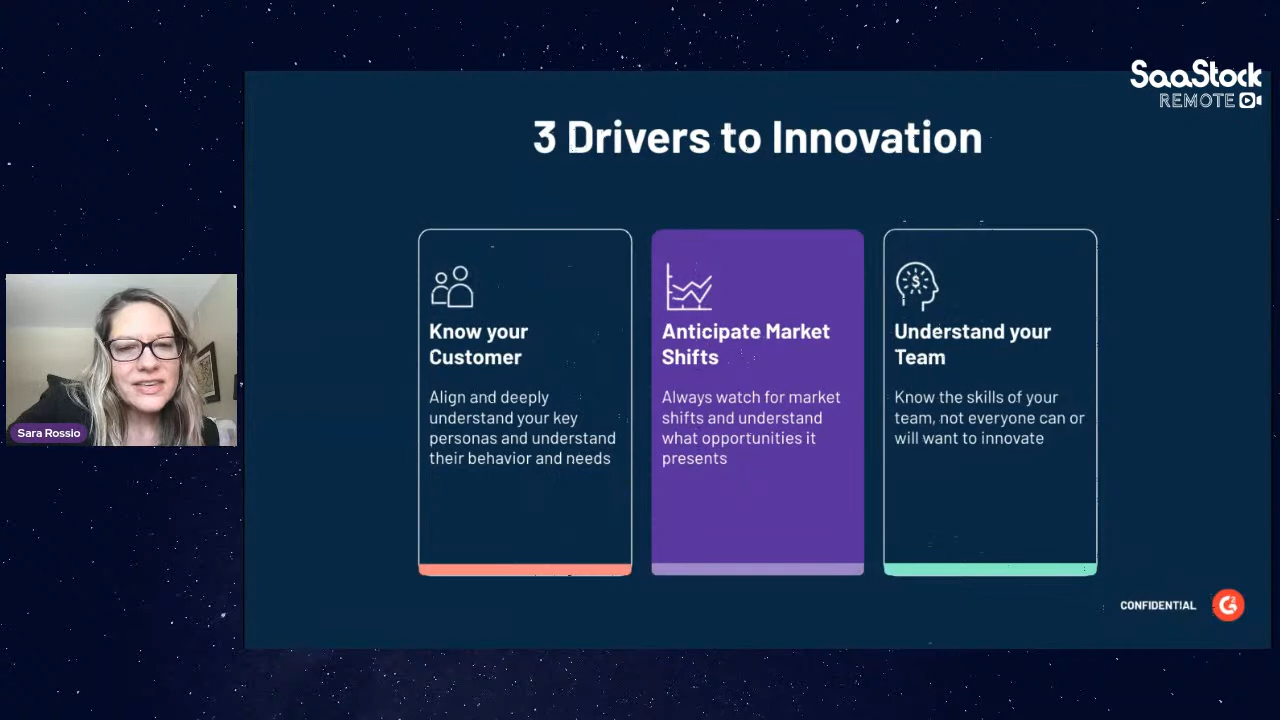 SaaStock
REMOTE
3 Drivers to Innovation
Know your
Customer
Align and deeply
understand your key
personas and understand
their behavior and needs
Anticipate Market
Shifts
Always watch for market
shifts and understand
what opportunities it
presents
Understand your
Team
Know the skills of your
team, not everyone can or
will want to innovate
Sara Rossio
CONFIDENTIAL
G2